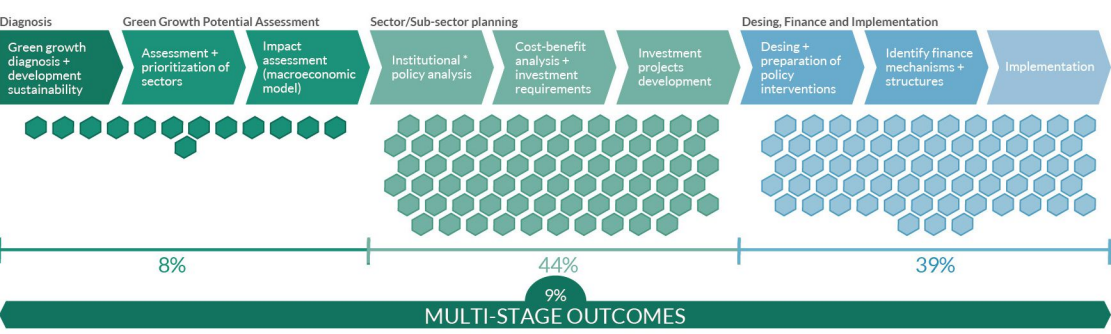 Diagnosis
Green Growth Potential Assessment
Sector/Sub-sector planning
Desing, Finance and Implementation
Green growth
diagnosis +
development
sustainability
Assessment +
prioritization of
sectors
Impact
assessment
(macroeconomic
model)
Institutional *
policy analysis
Cost-benefit
analysis +
investment
requirements
Investment
projects
development
Desing +
preparation of
policy
interventions
Identify finance
mechanisms +
structures
Implementation
8%
44%
39%
9%
MULTI-STAGE OUTCOMES